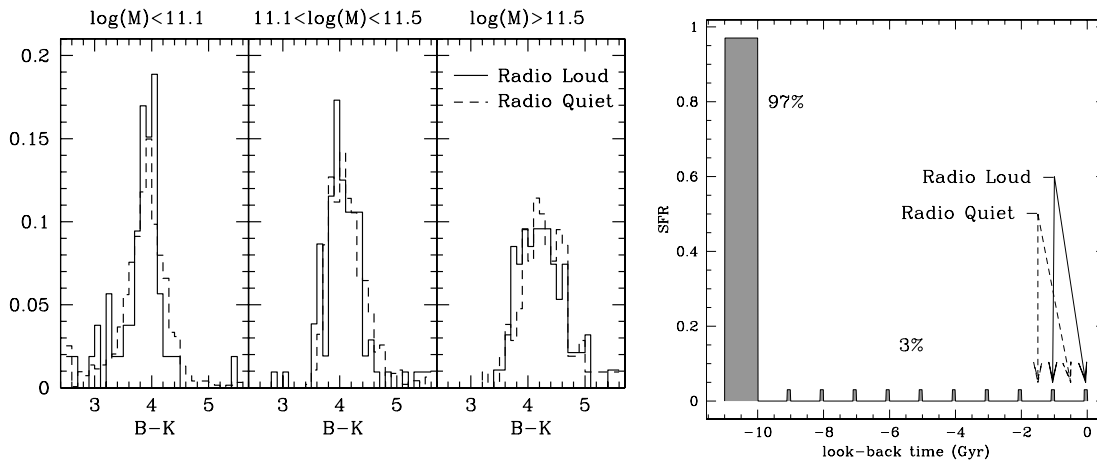 log(M)<11.1 11.1<log(M)<11.5 log(M)>11.5
0.2
0.15
0.1
0.05
0
Radio Loud
Radio Quiet
3 4 5 3 4 5 3 4 5
B-K B-K B-K
1
0.8
0.6
0.4
0.2
0
SFR
97%
Radio Loud
Radio Quiet
3%
-10 -8 -6 -4 -2 0
look-back time (Gyr)